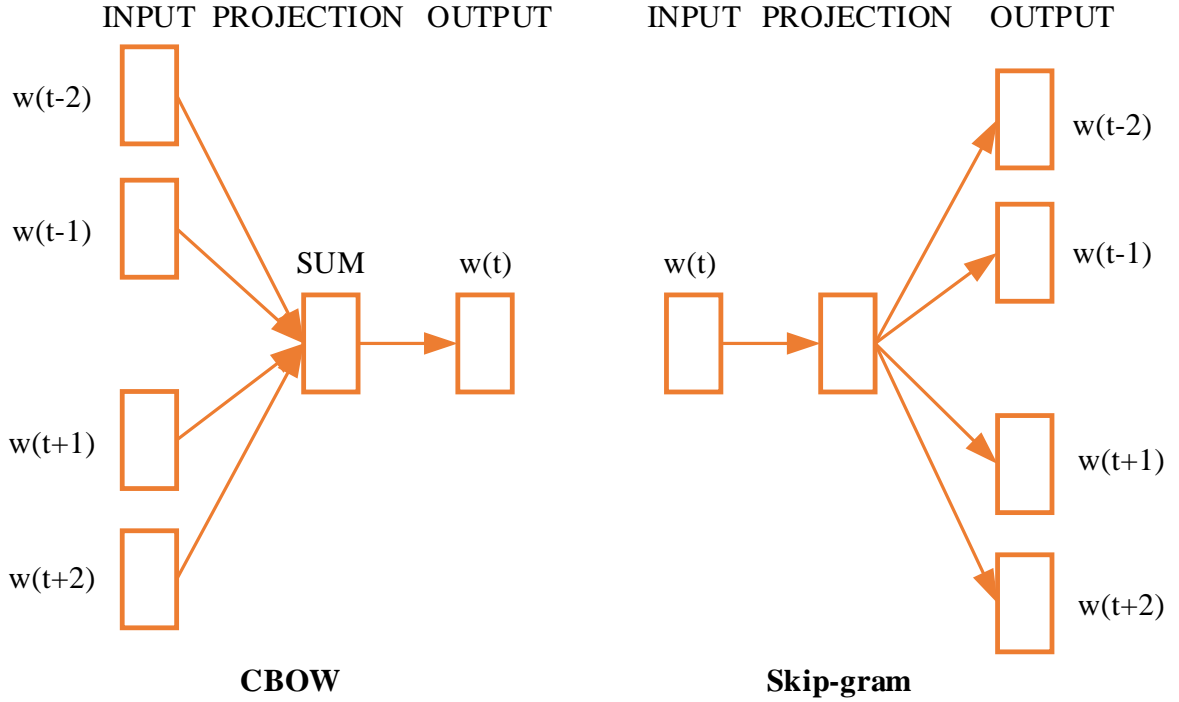 INPUT PROJECTION OUTPUT
w(t-2)
w(t-1)
SUM w(t)
w(t+1)
w(t+2)
CBOW
INPUT PROJECTION OUTPUT
w(t-2)
w(t-1)
w(t)
w(t+1)
w(t+2)
Skip-gram